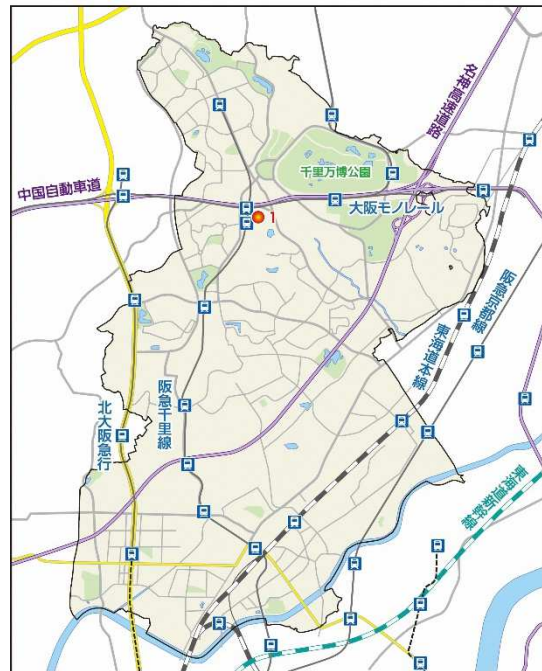 名神高速道路
中国自動車道
千里万博公園
大阪モノレール
1
阪急京都線
東海道本線
阪急千里線
北大阪急行
東海道新幹線